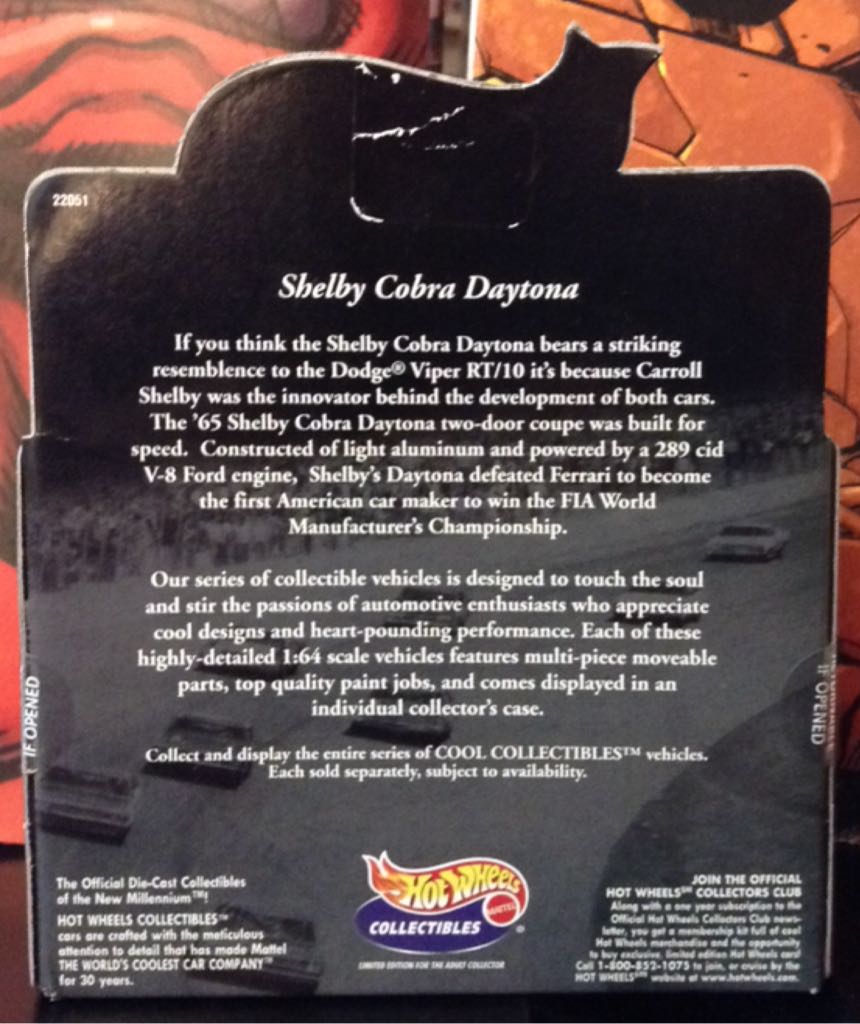 22051
Shelby Cobra Daytona
If you think the Shelby Cobra Daytona bears a striking
resemblence to the Dodge® Viper RT/10 it's because Carroll
Shelby was the innovator behind the development of both cars.
The '65 Shelby Cobra Daytona two-door coupe was built for
speed. Constructed of light aluminum and powered by a 289 cid
V-8 Ford engine, Shelby's Daytona defeated Ferrari to become
the first American car maker to win the FIA World
Manufacturer's Championship.
Our series of collectible vehicles is designed to touch the soul
and stir the passions of automotive enthusiasts who appreciate
cool designs and heart-pounding performance. Each of these
highly-detailed 1:64 scale vehicles features multi-piece moveable
parts, top quality paint jobs, and comes displayed in an
individual collector's case.
IF OPENED
IF OPENED
Collect and display the entire series of COOL COLLECTIBLES™ vehicles.
Each sold separately, subject to availability.
The Official Die-Cast Collectibles
of the New Millennium™!
HOT WHEELS COLLECTIBLES™
cars are crafted with the meticulous
attention to detail that has made Mattel
THE WORLD'S COOLEST CAR COMPANY™
for 30 years.
HOT WHEELS
MATTEL
COLLECTIBLES
®
LIMITED EDITION FOR THE ADULT COLLECTOR
JOIN THE OFFICIAL
HOT WHEELS℠ COLLECTORS CLUB
Along with a one year subscription to the
Official Hot Wheels Collectors Club news-
letter, you get a membership kit full of cool
Hot Wheels merchandise and the opportunity
to buy exclusive, limited edition Hot Wheels cars!
Call 1-800-852-1075 to join, or cruise by the
HOT WHEELS℠ website at www.hotwheels.com.